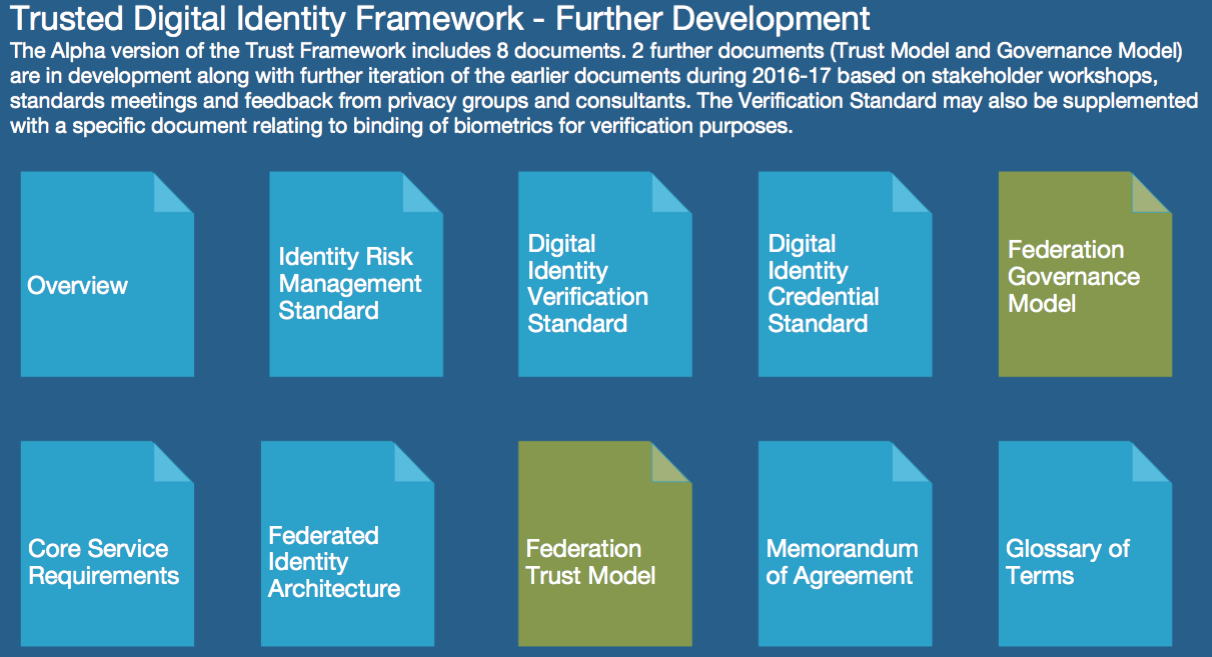 Trusted Digital Identity Framework - Further Development
The Alpha version of the Trust Framework includes 8 documents. 2 further documents (Trust Model and Governance Model)
are in development along with further iteration of the earlier documents during 2016-17 based on stakeholder workshops,
standards meetings and feedback from privacy groups and consultants. The Verification Standard may also be supplemented
with a specific document relating to binding of biometrics for verification purposes.
Overview
Identity Risk
Management
Standard
Digital
Identity
Verification
Standard
Digital
Identity
Credential
Standard
Federation
Governance
Model
Core Service
Requirements
Federated
Identity
Architecture
Federation
Trust Model
Memorandum
of Agreement
Glossary of
Terms